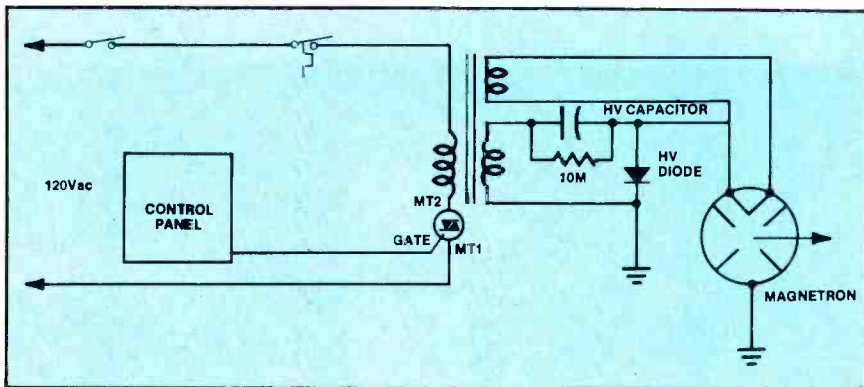 HV CAPACITOR
10M
HV
DIODE
120Vac
CONTROL
PANEL
MT2
GATE
MT1
MAGNETRON